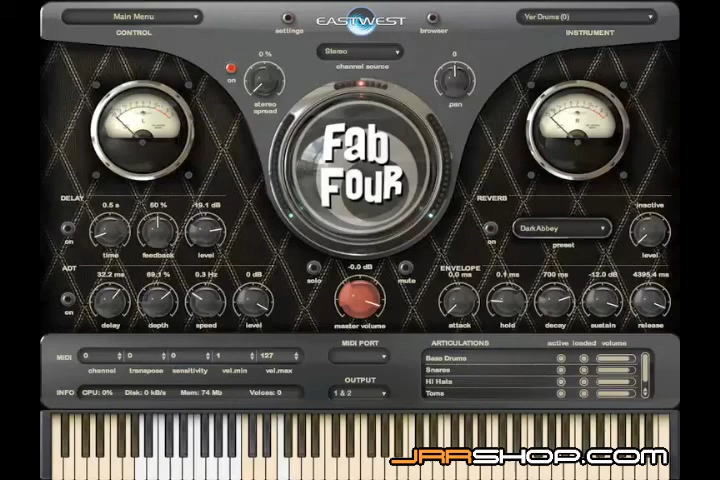 Main Menu
CONTROL
settings
EASTWEST
browser
Yer Drums (0)
INSTRUMENT
on
0 %
stereo spread
Stereo
channel source
0
pan
L
R
Fab
Four
DELAY
on
0.5 s
time
50 %
feedback
-19.1 dB
level
REVERB
on
DarkAbbey
preset
inactive
level
ADT
on
32.2 ms
delay
69.1 %
depth
0.3 Hz
speed
0 dB
level
solo
-0.0 dB
mute
master volume
ENVELOPE
0.0 ms
attack
0.1 ms
hold
700 ms
decay
-12.0 dB
sustain
4395.4 ms
release
MIDI
0
channel
0
transpose
0
sensitivity
1
vel.min
127
vel.max
INFO
CPU: 0% Disk: 0 kB/s Mem: 74 Mb Voices: 0
MIDI PORT
OUTPUT
1 & 2
ARTICULATIONS active loaded volume
Bass Drums
Snares
Hi Hats
Toms
JRRSHOP.COM